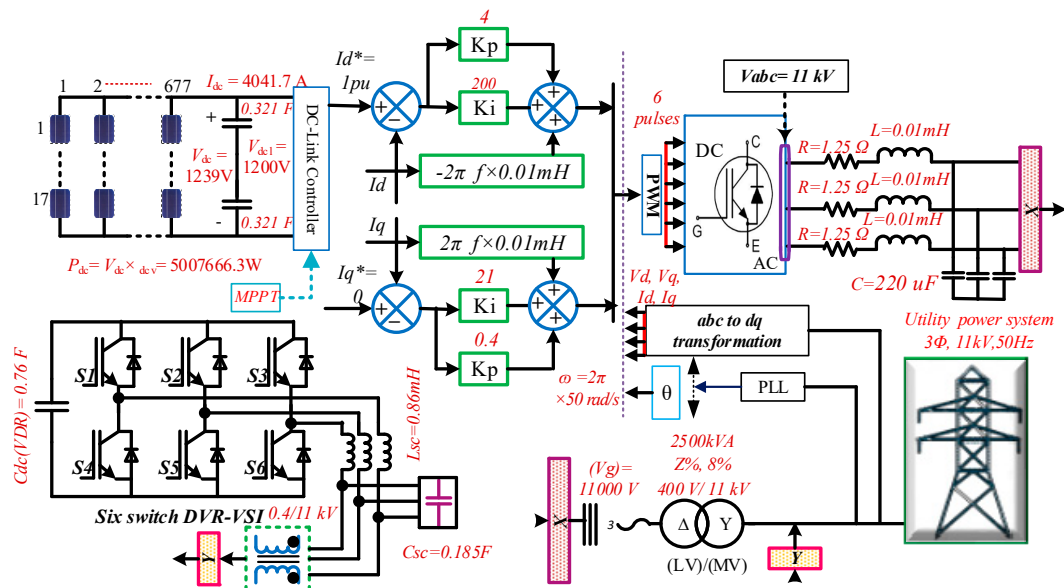 1 2 677
I dc = 4041.7 A
0.321 F
1
17
+
-
V dc =
1239V
V dc1 =
1200V
0.321 F
P dc = V dc × dcv = 5007666.3W
DC-Link Controller
MPPT
Id*=
1pu
Id
Iq
Iq*=
0
4
Kp
200
Ki
-2π f×0.01mH
2π f×0.01mH
21
Ki
0.4
Kp
6
pulses
PWM
DC
C
G
E
AC
Vabc= 11 kV
L=0.01mH
R=1.25 Ω
L=0.01mH
R=1.25 Ω
L=0.01mH
R=1.25 Ω
C=220 uF
X
Vd, Vq,
Id, Iq
abc to dq
transformation
ω =2π
×50 rad/s
θ
PLL
Utility power system
3Φ, 11kV,50Hz
Cdc(VDR)= 0.76 F
S1 S2 S3
S4 S5 S6
Lsc=0.86mH
Six switch DVR-VSI
0.4/11 kV
Csc=0.185F
Y
(Vg)=
11000 V
X
3
2500kVA
Z%, 8%
400 V/ 11 kV
Δ Y
(LV)/(MV)
Y